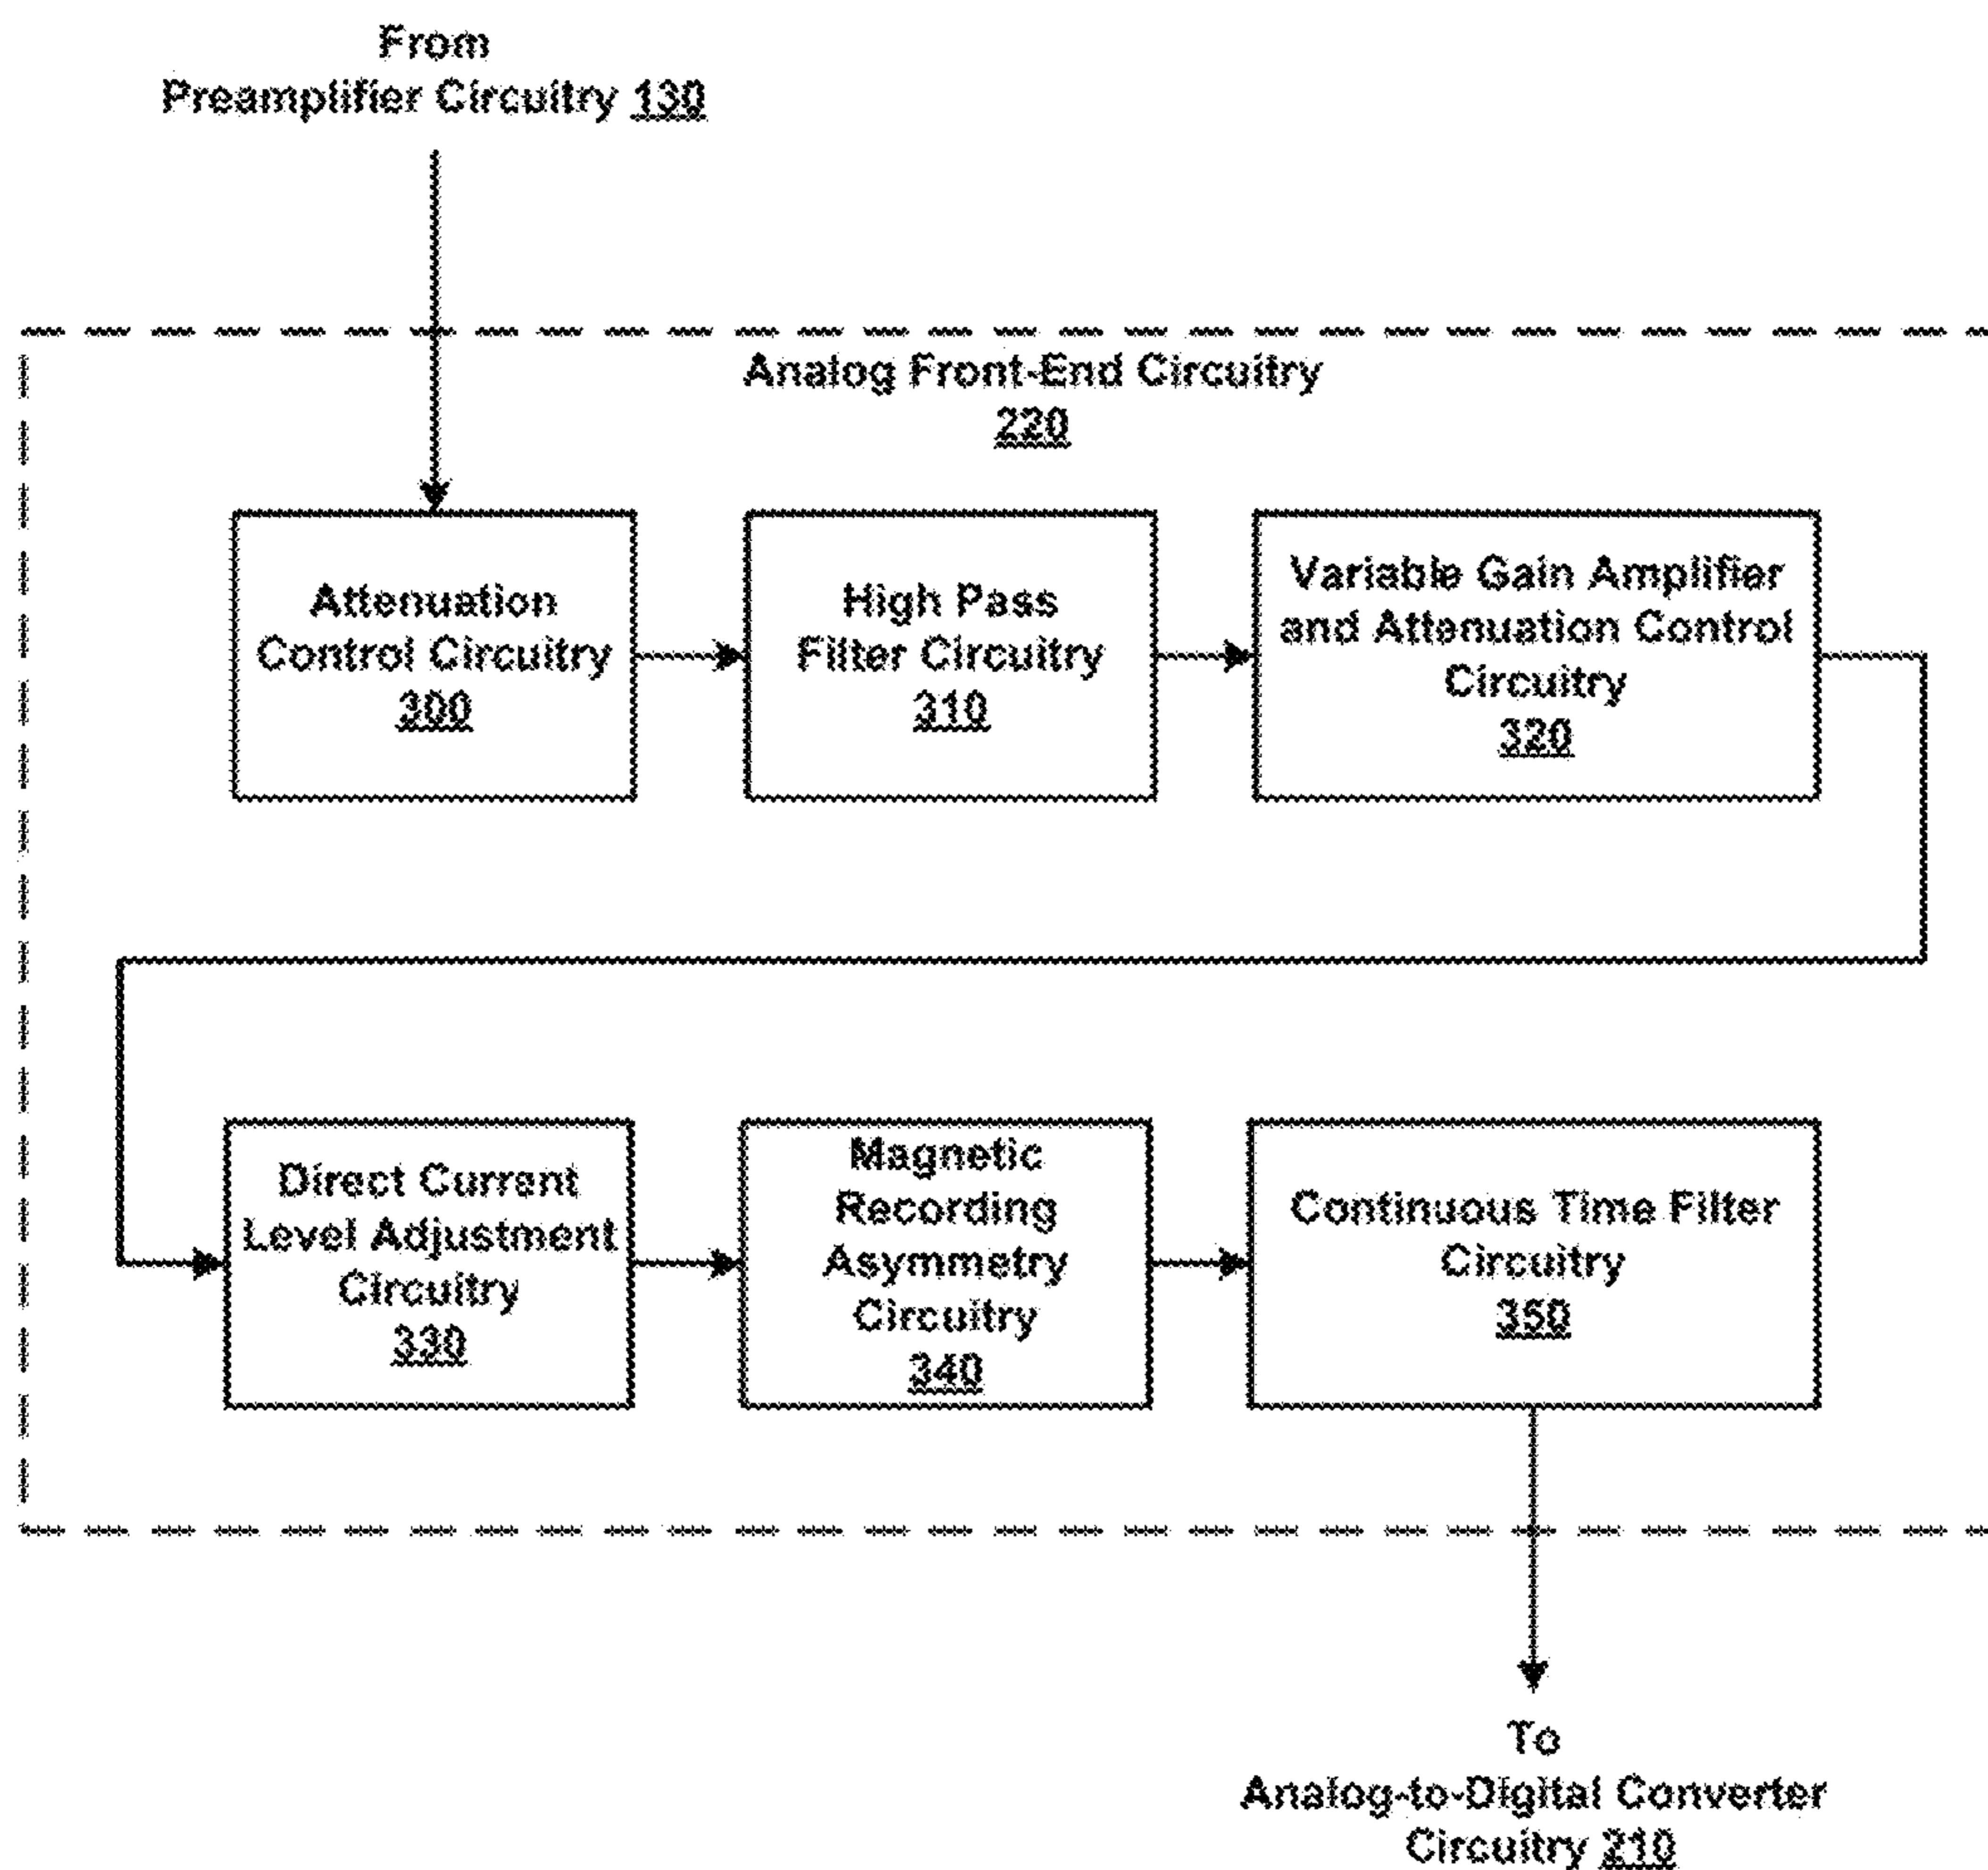 From
Preamplifier Circuitry 130
Analog Front-End Circuitry
220
Attenuation
Control Circuitry
300
High Pass
Filter Circuitry
310
Variable Gain Amplifier
and Attenuation Control
Circuitry
320
Direct Current
Level Adjustment
Circuitry
330
Magnetic
Recording
Asymmetry
Circuitry
340
Continuous Time Filter
Circuitry
350
To
Analog-to-Digital Converter
Circuitry 210